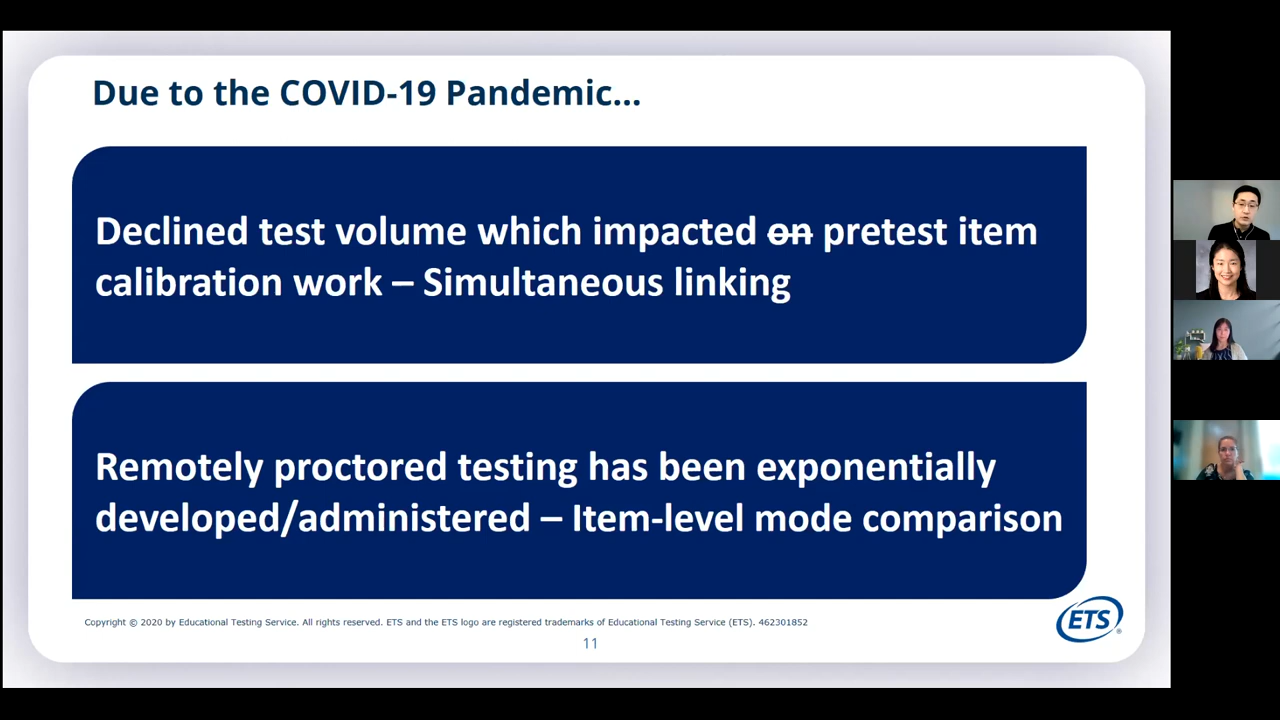 Due to the COVID-19 Pandemic...
Declined test volume which impacted on pretest item
calibration work – Simultaneous linking
Remotely proctored testing has been exponentially
developed/administered – Item-level mode comparison
Copyright © 2020 by Educational Testing Service. All rights reserved. ETS and the ETS logo are registered trademarks of Educational Testing Service (ETS). 462301852
ETS®
11